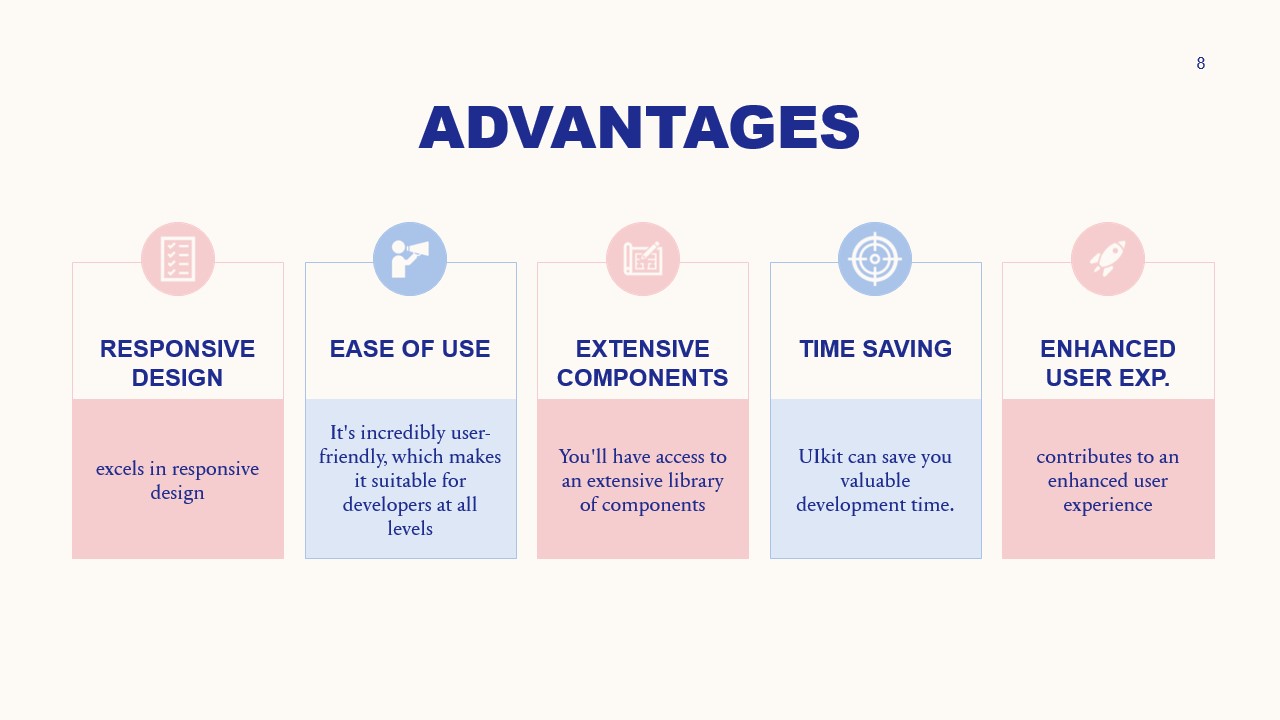 8
ADVANTAGES
RESPONSIVE
DESIGN
excels in responsive
design
EASE OF USE
It's incredibly user-
friendly, which makes
it suitable for
developers at all
levels
EXTENSIVE
COMPONENTS
You'll have access to
an extensive library
of components
TIME SAVING
UIkit can save you
valuable
development time.
ENHANCED
USER EXP.
contributes to an
enhanced user
experience